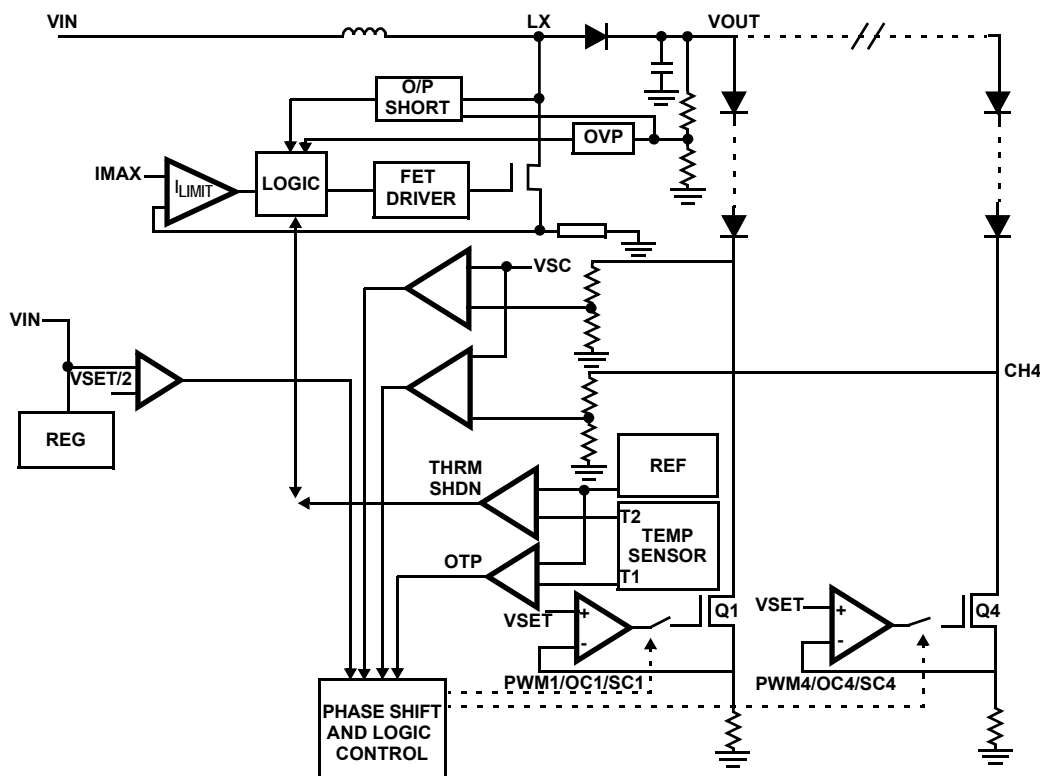 VIN
LX
VOUT
O/P
SHORT
OVP
IMAX
ILIMIT
LOGIC
FET
DRIVER
VSC
VIN
VSET/2
REG
CH4
THRM
SHDN
REF
T2
TEMP
SENSOR
T1
OTP
VSET
+
-
Q1
VSET
+
-
Q4
PWM1/OC1/SC1
PWM4/OC4/SC4
PHASE SHIFT
AND LOGIC
CONTROL